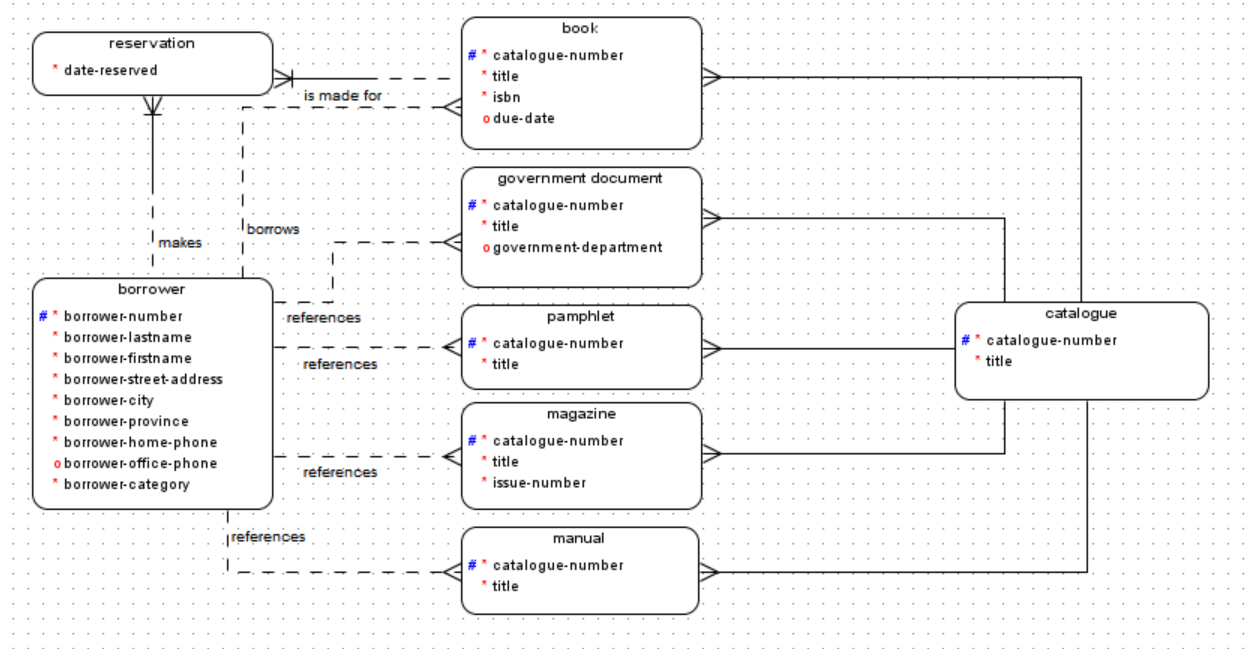 reservation
* date-reserved
is made for
makes
borrows
borrower
# * borrower-number
* borrower-lastname
* borrower-firstname
* borrower-street-address
* borrower-city
* borrower-province
* borrower-home-phone
o borrower-office-phone
* borrower-category
references
references
references
references
book
# * catalogue-number
* title
* isbn
o due-date
government document
# * catalogue-number
* title
o government-department
pamphlet
# * catalogue-number
* title
magazine
# * catalogue-number
* title
* issue-number
manual
# * catalogue-number
* title
catalogue
# * catalogue-number
* title